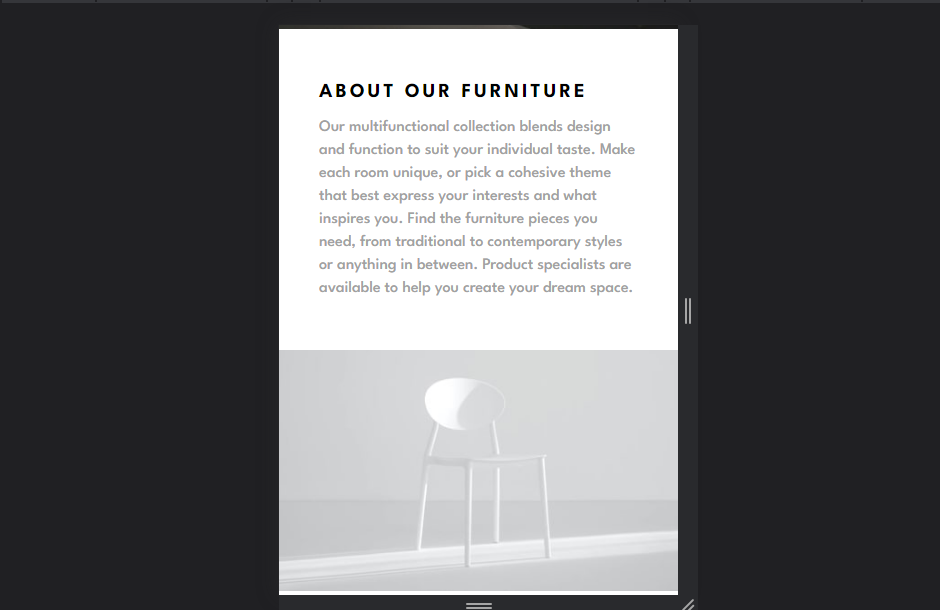 ABOUT OUR FURNITURE
Our multifunctional collection blends design
and function to suit your individual taste. Make
each room unique, or pick a cohesive theme
that best express your interests and what
inspires you. Find the furniture pieces you
need, from traditional to contemporary styles
or anything in between. Product specialists are
available to help you create your dream space.